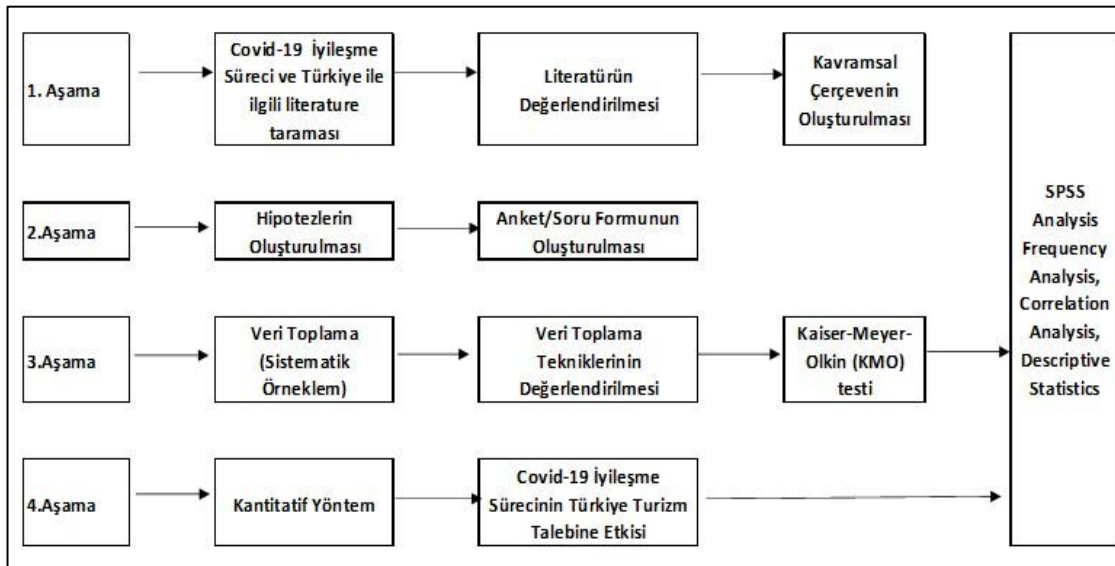 1. Aşama
Covid-19 İyileşme
Süreci ve Türkiye ile
ilgili literature
taraması
Literatürün
Değerlendirilmesi
Kavramsal
Çerçevenin
Oluşturulması
2.Aşama
Hipotezlerin
Oluşturulması
Anket/Soru Formunun
Oluşturulması
3.Aşama
Veri Toplama
(Sistematik
Örneklem)
Veri Toplama
Tekniklerinin
Değerlendirilmesi
Kaiser-Meyer-
Olkin (KMO)
testi
4.Aşama
Kantitatif Yöntem
Covid-19 İyileşme
Sürecinin Türkiye Turizm
Talebine Etkisi
SPSS
Analysis
Frequency
Analysis,
Correlation
Analysis,
Descriptive
Statistics